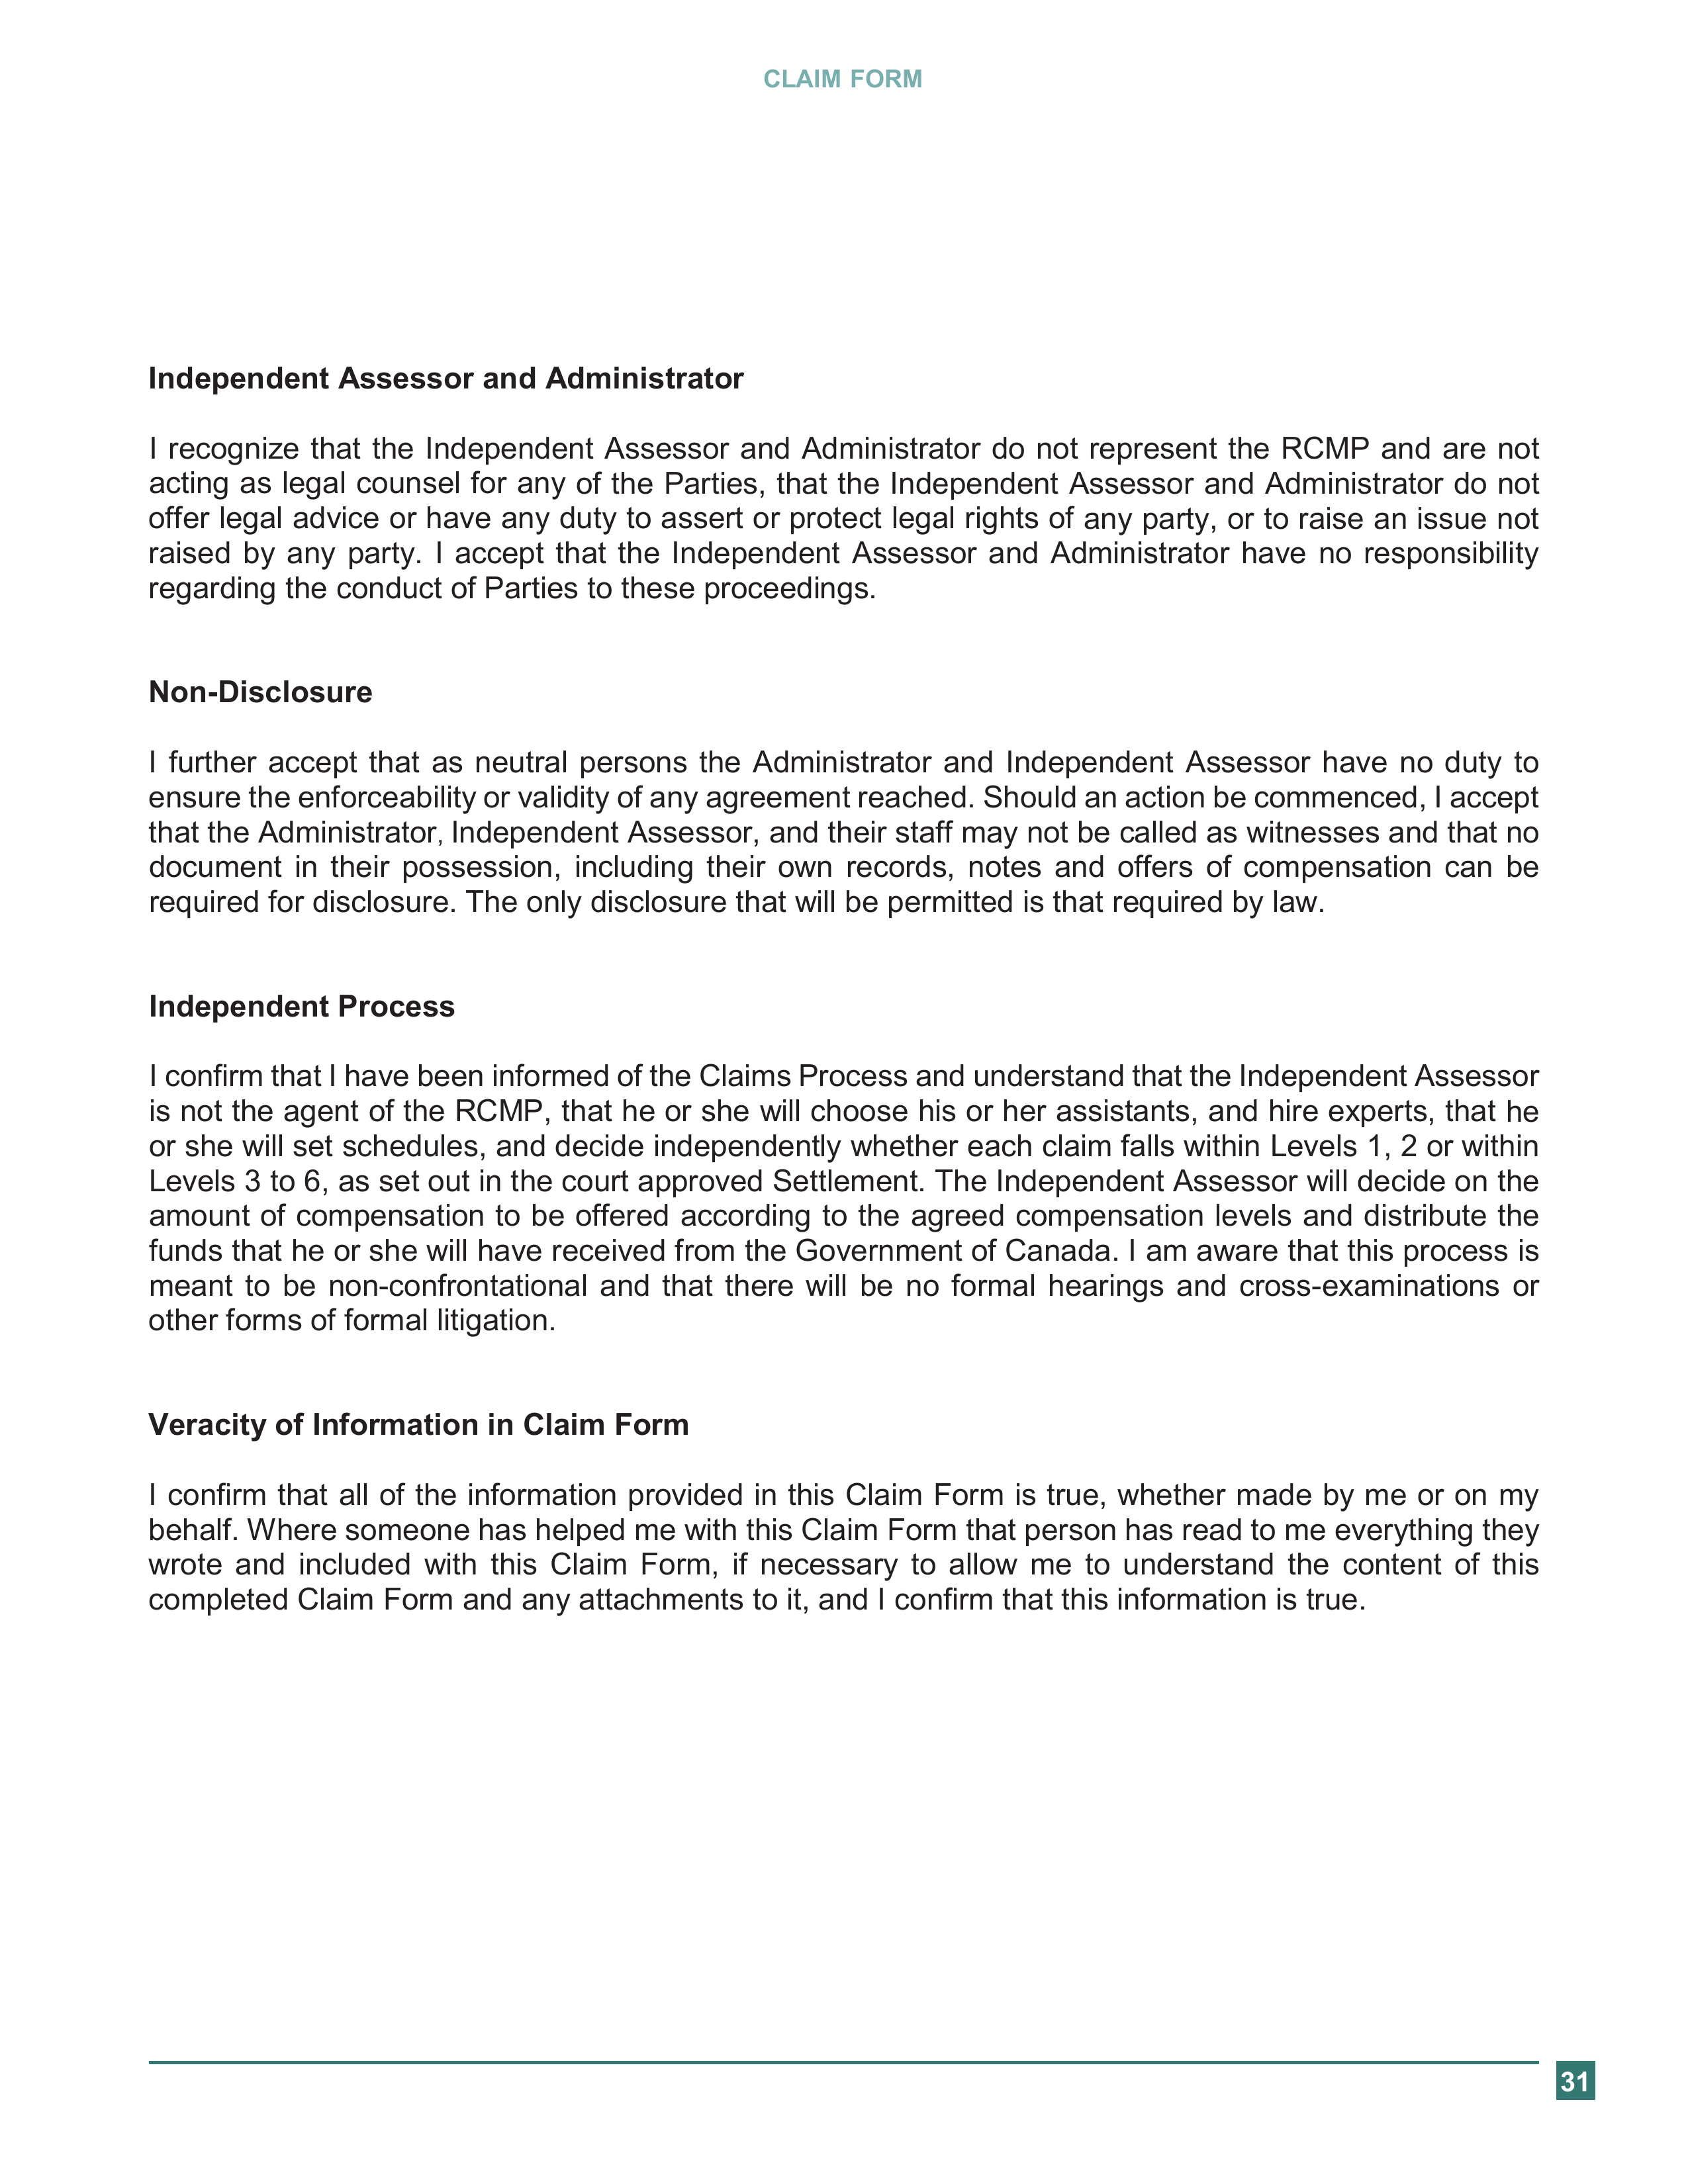 CLAIM FORM
Independent Assessor and Administrator
I recognize that the Independent Assessor and Administrator do not represent the RCMP and are not
acting as legal counsel for any of the Parties, that the Independent Assessor and Administrator do not
offer legal advice or have any duty to assert or protect legal rights of any party, or to raise an issue not
raised by any party. I accept that the Independent Assessor and Administrator have no responsibility
regarding the conduct of Parties to these proceedings.
Non-Disclosure
I further accept that as neutral persons the Administrator and Independent Assessor have no duty to
ensure the enforceability or validity of any agreement reached. Should an action be commenced, I accept
that the Administrator, Independent Assessor, and their staff may not be called as witnesses and that no
document in their possession, including their own records, notes and offers of compensation can be
required for disclosure. The only disclosure that will be permitted is that required by law.
Independent Process
I confirm that I have been informed of the Claims Process and understand that the Independent Assessor
is not the agent of the RCMP, that he or she will choose his or her assistants, and hire experts, that he
or she will set schedules, and decide independently whether each claim falls within Levels 1, 2 or within
Levels 3 to 6, as set out in the court approved Settlement. The Independent Assessor will decide on the
amount of compensation to be offered according to the agreed compensation levels and distribute the
funds that he or she will have received from the Government of Canada. I am aware that this process is
meant to be non-confrontational and that there will be no formal hearings and cross-examinations or
other forms of formal litigation.
Veracity of Information in Claim Form
I confirm that all of the information provided in this Claim Form is true, whether made by me or on my
behalf. Where someone has helped me with this Claim Form that person has read to me everything they
wrote and included with this Claim Form, if necessary to allow me to understand the content of this
completed Claim Form and any attachments to it, and I confirm that this information is true.
31